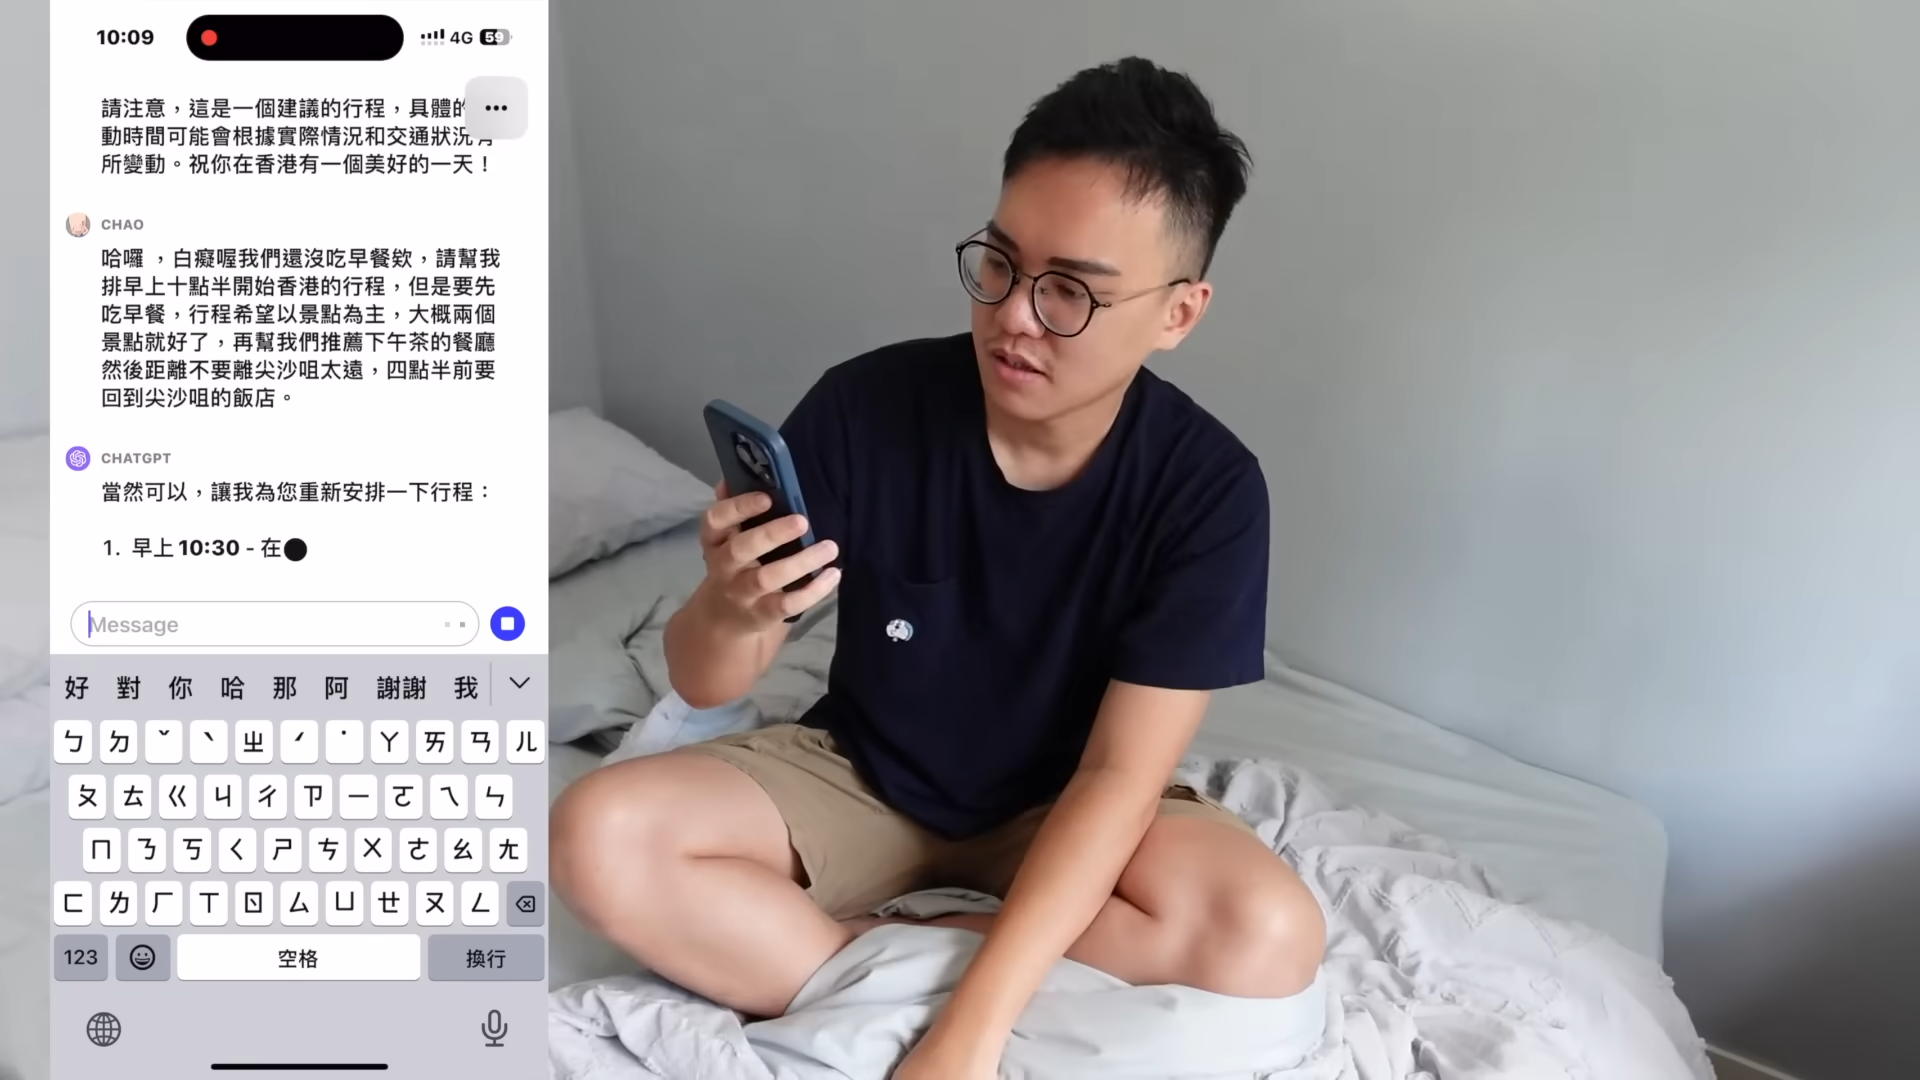 10:09
4G 59
請注意，這是一個建議的行程，具體的
動時間可能會根據實際情況和交通狀況有
所變動。祝你在香港有一個美好的一天！
CHAO
哈囉 ，白癡喔我們還沒吃早餐欸，請幫我
排早上十點半開始香港的行程，但是要先
吃早餐，行程希望以景點為主，大概兩個
景點就好了，再幫我們推薦下午茶的餐廳
然後距離不要離尖沙咀太遠，四點半前要
回到尖沙咀的飯店。
CHATGPT
當然可以，讓我為您重新安排一下行程：
1. 早上 10:30 - 在
Message
好 對 你 哈 那 阿 謝謝 我
ㄅ ㄉ ˇ ˋ ㄓ ˊ ˙ ㄚ ㄞ ㄢ ㄦ
ㄆ ㄊ ㄍ ㄐ ㄔ ㄗ ㄧ ㄛ ㄟ ㄣ
ㄇ ㄋ ㄎ ㄑ ㄕ ㄘ ㄨ ㄜ ㄠ ㄤ
ㄈ ㄌ ㄏ ㄒ ㄖ ㄙ ㄩ ㄝ ㄡ ㄥ
123 空格 換行